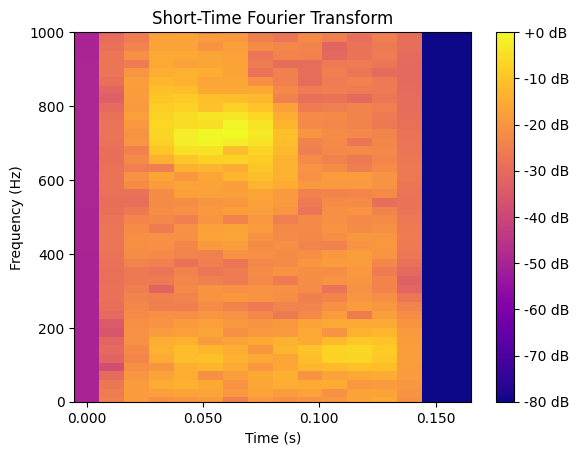 Short-Time Fourier Transform
Frequency (Hz)
1000
800
600
400
200
0
0.000
0.050
0.100
0.150
Time (s)
+0 dB
-10 dB
-20 dB
-30 dB
-40 dB
-50 dB
-60 dB
-70 dB
-80 dB